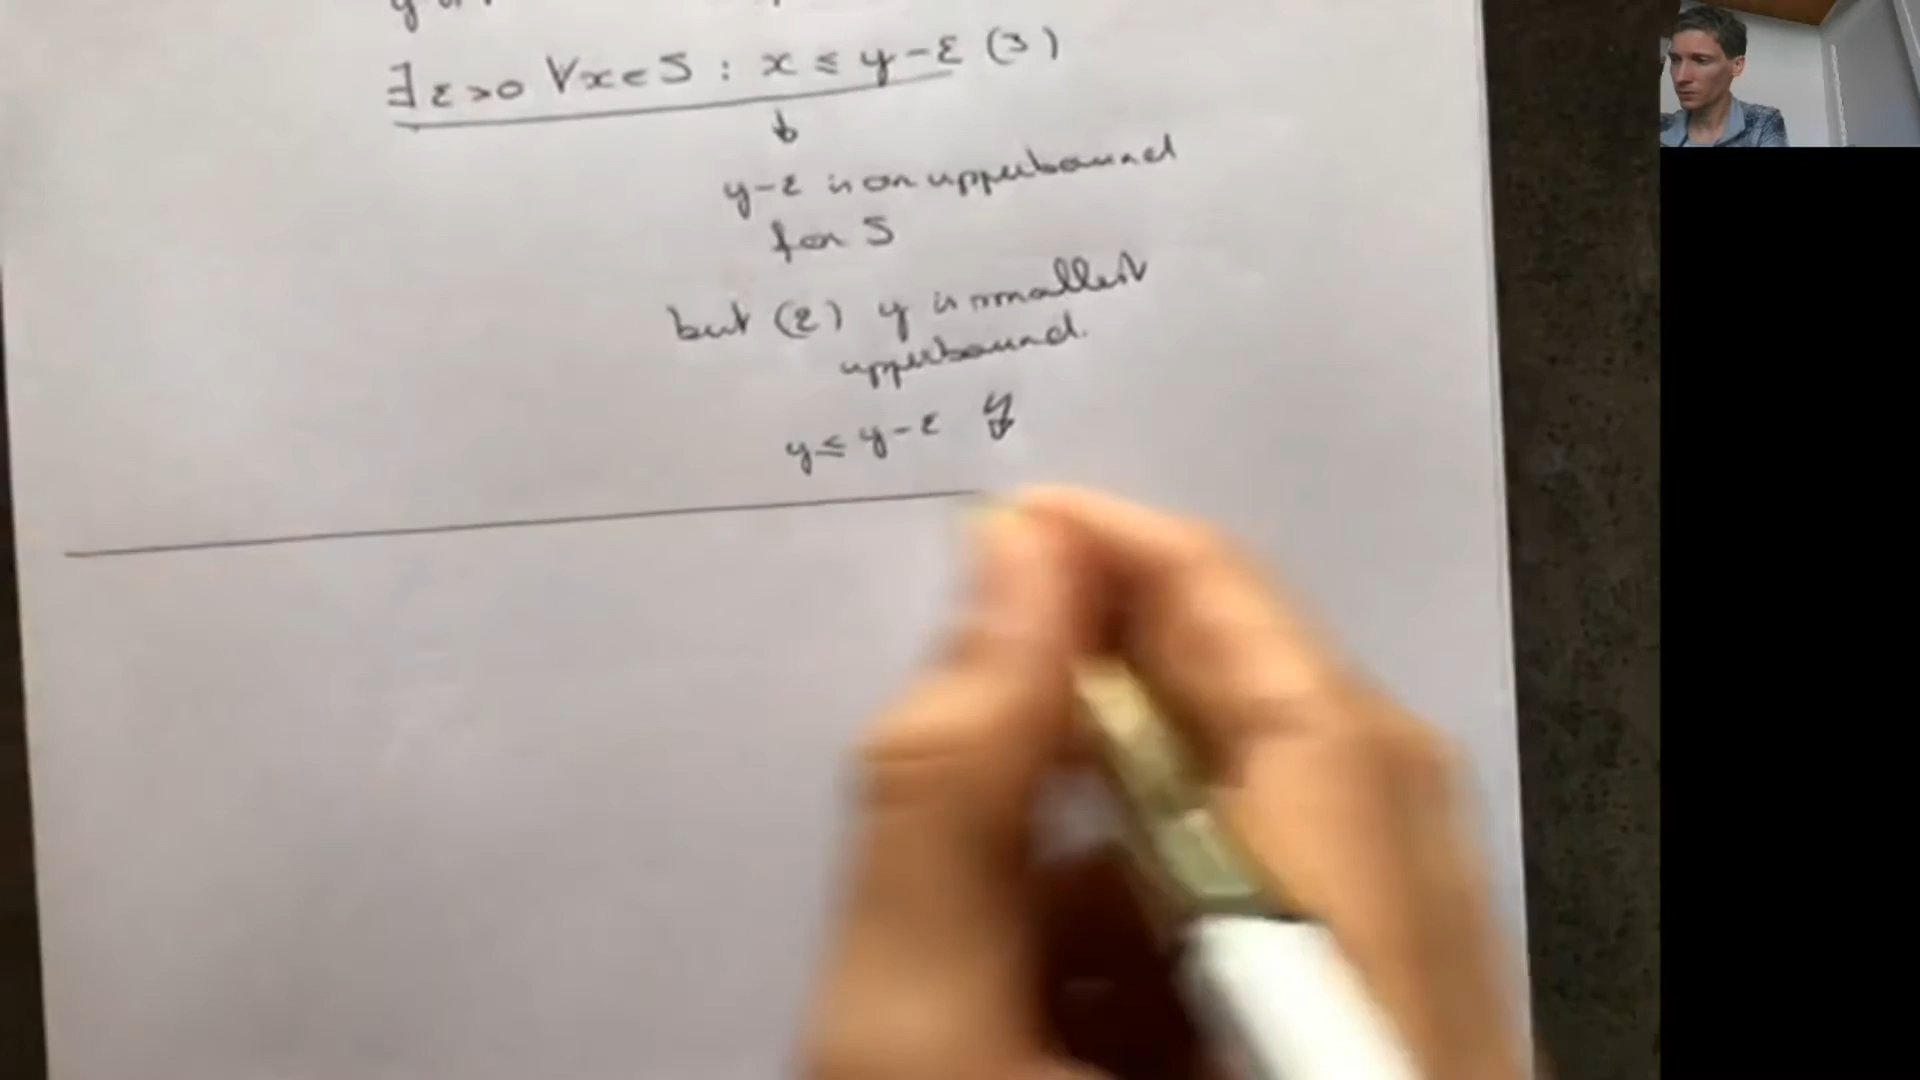 ∃ε>0 ∀x∈S : x ≤ y-ε (3)
↓
y-ε is an upperbound
for S
but (2) y is smallest
upperbound.
y ≤ y-ε ↯